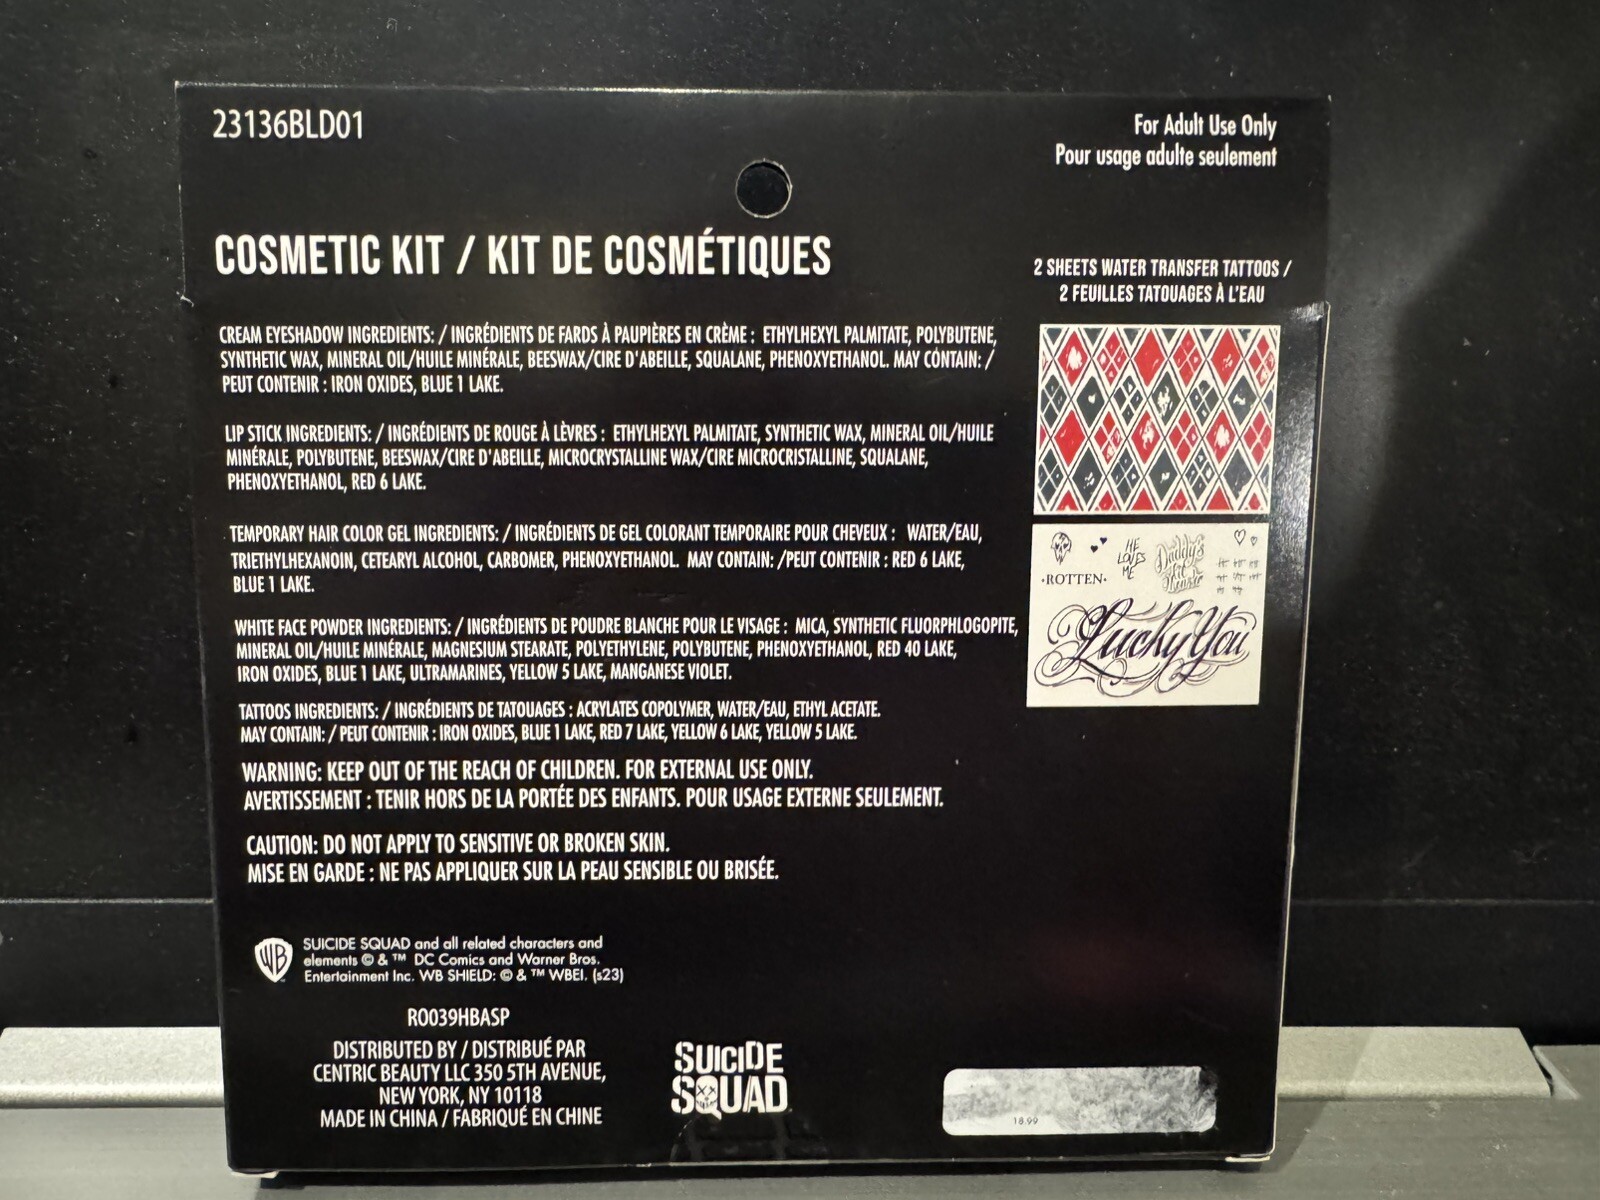 23136BLD01
For Adult Use Only
Pour usage adulte seulement
COSMETIC KIT / KIT DE COSMÉTIQUES
2 SHEETS WATER TRANSFER TATTOOS /
2 FEUILLES TATOUAGES À L'EAU
CREAM EYESHADOW INGREDIENTS: / INGRÉDIENTS DE FARDS À PAUPIÈRES EN CRÈME : ETHYLHEXYL PALMITATE, POLYBUTENE,
SYNTHETIC WAX, MINERAL OIL/HUILE MINÉRALE, BEESWAX/CIRE D'ABEILLE, SQUALANE, PHENOXYETHANOL. MAY CONTAIN: /
PEUT CONTENIR : IRON OXIDES, BLUE 1 LAKE.
LIP STICK INGREDIENTS: / INGRÉDIENTS DE ROUGE À LÈVRES : ETHYLHEXYL PALMITATE, SYNTHETIC WAX, MINERAL OIL/HUILE
MINÉRALE, POLYBUTENE, BEESWAX/CIRE D'ABEILLE, MICROCRYSTALLINE WAX/CIRE MICROCRISTALLINE, SQUALANE,
PHENOXYETHANOL, RED 6 LAKE.
TEMPORARY HAIR COLOR GEL INGREDIENTS: / INGRÉDIENTS DE GEL COLORANT TEMPORAIRE POUR CHEVEUX : WATER/EAU,
TRIETHYLHEXANOIN, CETEARYL ALCOHOL, CARBOMER, PHENOXYETHANOL. MAY CONTAIN: /PEUT CONTENIR : RED 6 LAKE,
BLUE 1 LAKE.
WHITE FACE POWDER INGREDIENTS: / INGRÉDIENTS DE POUDRE BLANCHE POUR LE VISAGE : MICA, SYNTHETIC FLUORPHLOGOPITE,
MINERAL OIL/HUILE MINÉRALE, MAGNESIUM STEARATE, POLYETHYLENE, POLYBUTENE, PHENOXYETHANOL, RED 40 LAKE,
IRON OXIDES, BLUE 1 LAKE, ULTRAMARINES, YELLOW 5 LAKE, MANGANESE VIOLET.
TATTOOS INGREDIENTS: / INGRÉDIENTS DE TATOUAGES : ACRYLATES COPOLYMER, WATER/EAU, ETHYL ACETATE.
MAY CONTAIN: / PEUT CONTENIR : IRON OXIDES, BLUE 1 LAKE, RED 7 LAKE, YELLOW 6 LAKE, YELLOW 5 LAKE.
WARNING: KEEP OUT OF THE REACH OF CHILDREN. FOR EXTERNAL USE ONLY.
AVERTISSEMENT : TENIR HORS DE LA PORTÉE DES ENFANTS. POUR USAGE EXTERNE SEULEMENT.
CAUTION: DO NOT APPLY TO SENSITIVE OR BROKEN SKIN.
MISE EN GARDE : NE PAS APPLIQUER SUR LA PEAU SENSIBLE OU BRISÉE.
·ROTTEN·
HE
LOVES
ME
Daddy's
Lil
Monster
Lucky You
WB
SUICIDE SQUAD and all related characters and
elements © & ™ DC Comics and Warner Bros.
Entertainment Inc. WB SHIELD: © & ™ WBEI. (s23)
RO039HBASP
DISTRIBUTED BY / DISTRIBUÉ PAR
CENTRIC BEAUTY LLC 350 5TH AVENUE,
NEW YORK, NY 10118
MADE IN CHINA / FABRIQUÉ EN CHINE
SUICIDE
SQUAD
18.99